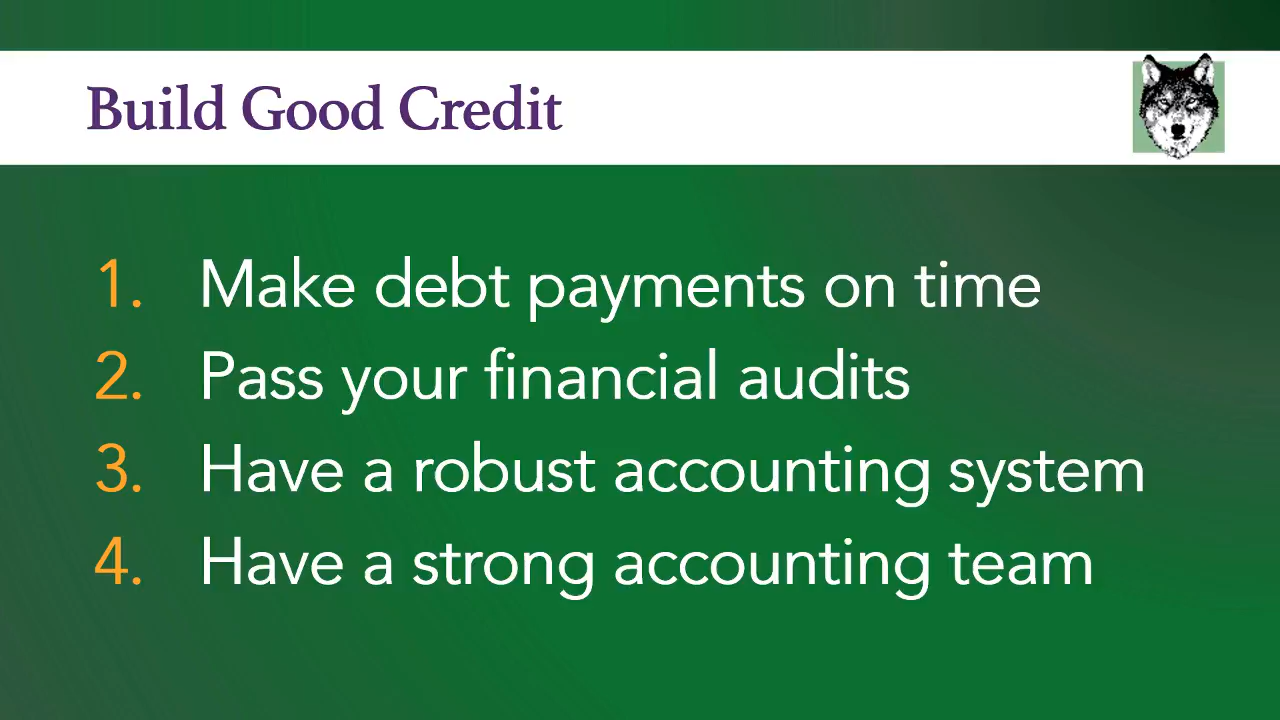 Build Good Credit
1. Make debt payments on time
2. Pass your financial audits
3. Have a robust accounting system
4. Have a strong accounting team